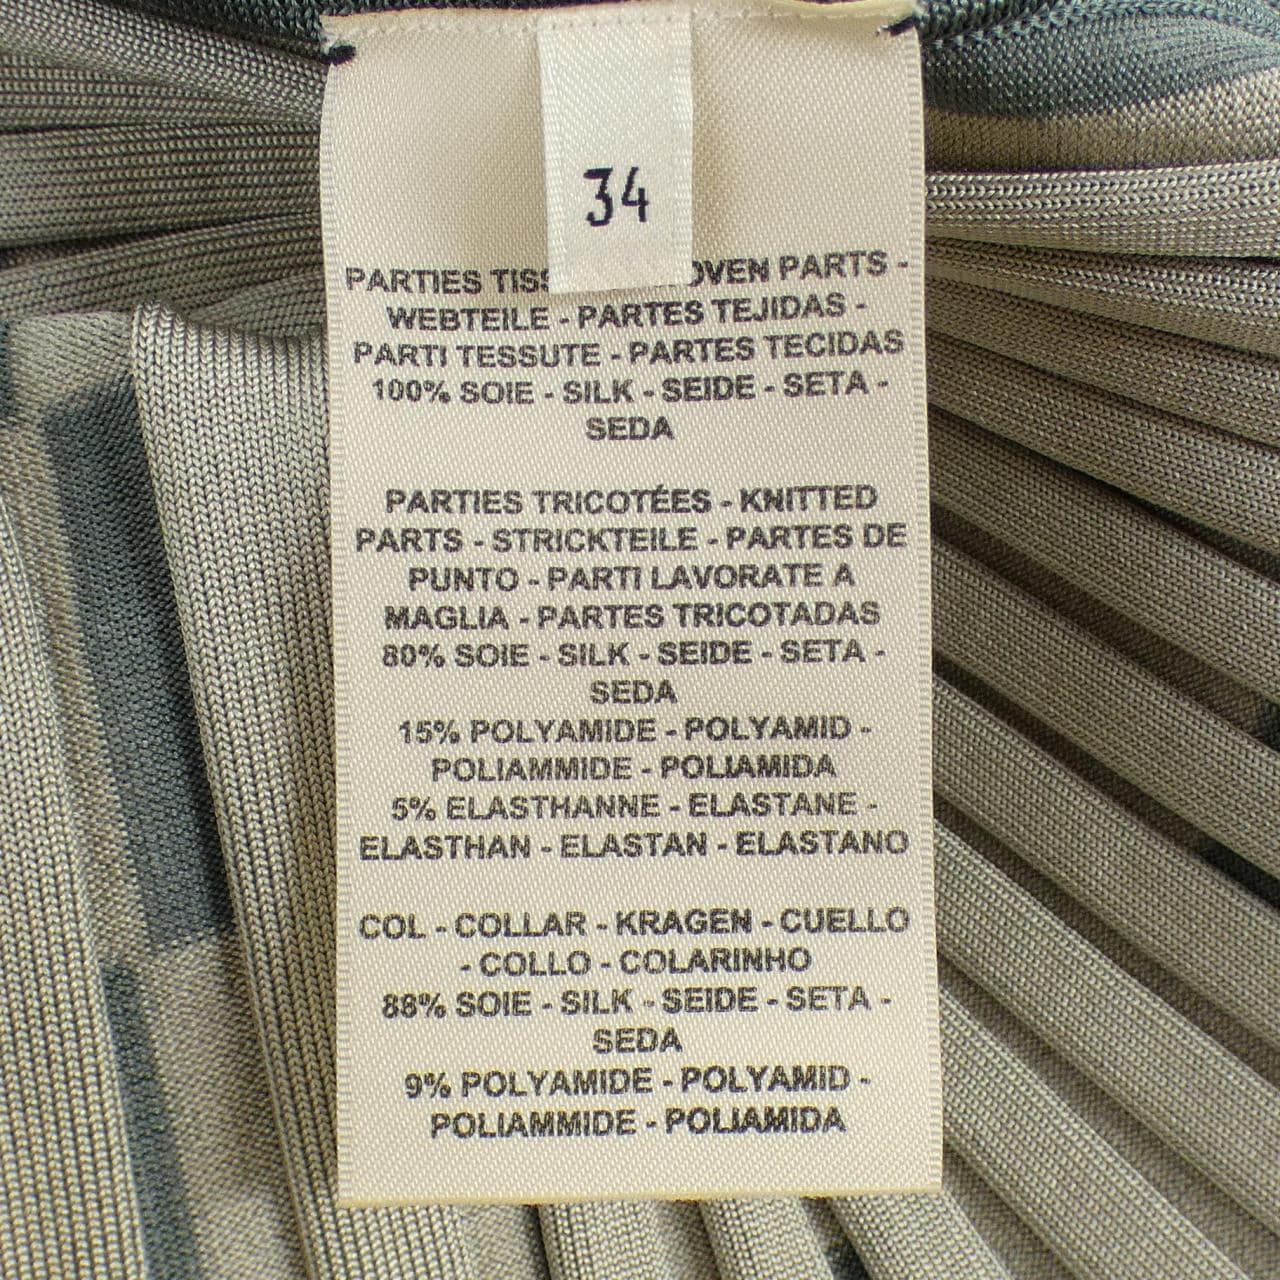 34
PARTIES PARTS -
WEBTEILE - PARTES TEJIDAS -
PARTI TESSUTE - PARTES TECIDAS
100% SOIE - SILK - SEIDE - SETA -
SEDA
PARTIES TRICOTÉES - KNITTED
PARTS - STRICKTEILE - PARTES DE
PUNTO - PARTI LAVORATE A
MAGLIA - PARTES TRICOTADAS
80% SOIE - SILK - SEIDE - SETA -
SEDA
15% POLYAMIDE - POLYAMID -
POLIAMMIDE - POLIAMIDA
5% ELASTHANNE - ELASTANE -
ELASTHAN - ELASTAN - ELASTANO
COL - COLLAR - KRAGEN - CUELLO
- COLLO - COLARINHO
88% SOIE - SILK - SEIDE - SETA -
SEDA
9% POLYAMIDE - POLYAMID -
POLIAMMIDE - POLIAMIDA